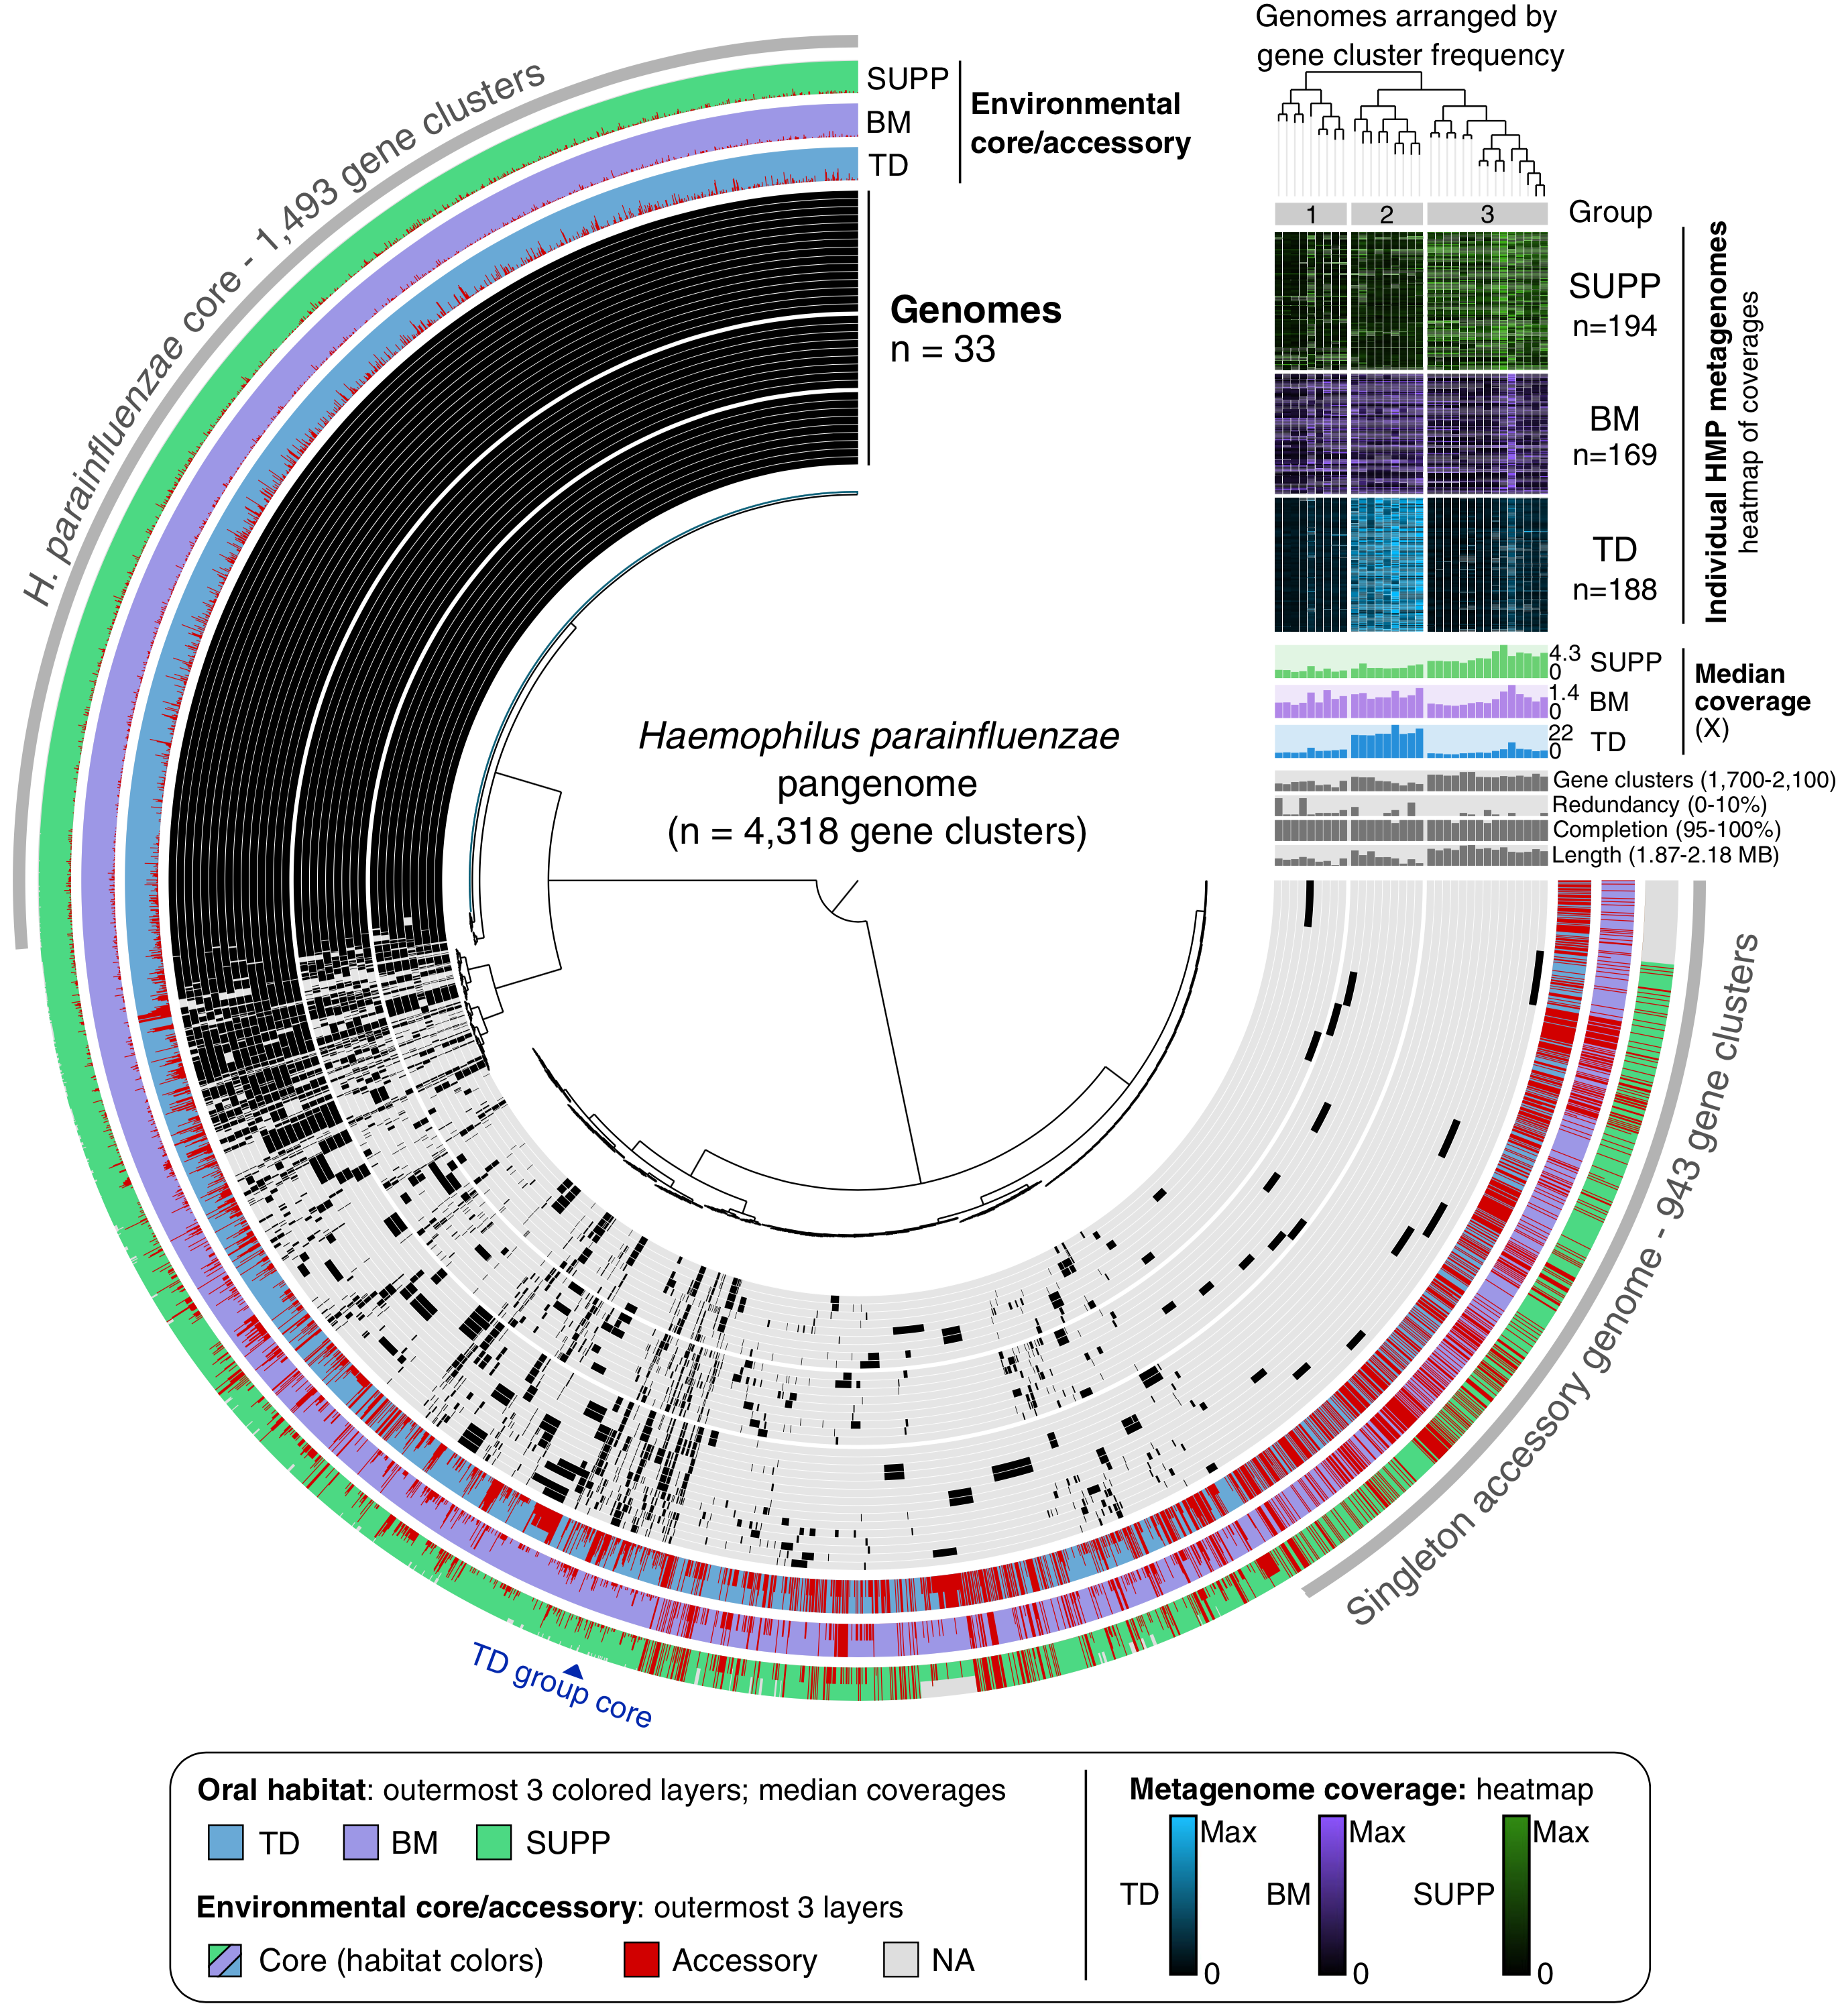 Genomes arranged by
gene cluster frequency
SUPP
BM
TD
Environmental
core/accessory
H. parainfluenzae core - 1,493 gene clusters
Genomes
n = 33
1 2 3 Group
SUPP
n=194
BM
n=169
TD
n=188
Individual HMP metagenomes
heatmap of coverages
4.3
0
SUPP
1.4
0
BM
22
0
TD
Median
coverage
(X)
Gene clusters (1,700-2,100)
Redundancy (0-10%)
Completion (95-100%)
Length (1.87-2.18 MB)
Haemophilus parainfluenzae
pangenome
(n = 4,318 gene clusters)
Singleton accessory genome - 943 gene clusters
TD group core
Oral habitat: outermost 3 colored layers; median coverages
TD BM SUPP
Environmental core/accessory: outermost 3 layers
Core (habitat colors) Accessory NA
Metagenome coverage: heatmap
TD Max 0
BM Max 0
SUPP Max 0